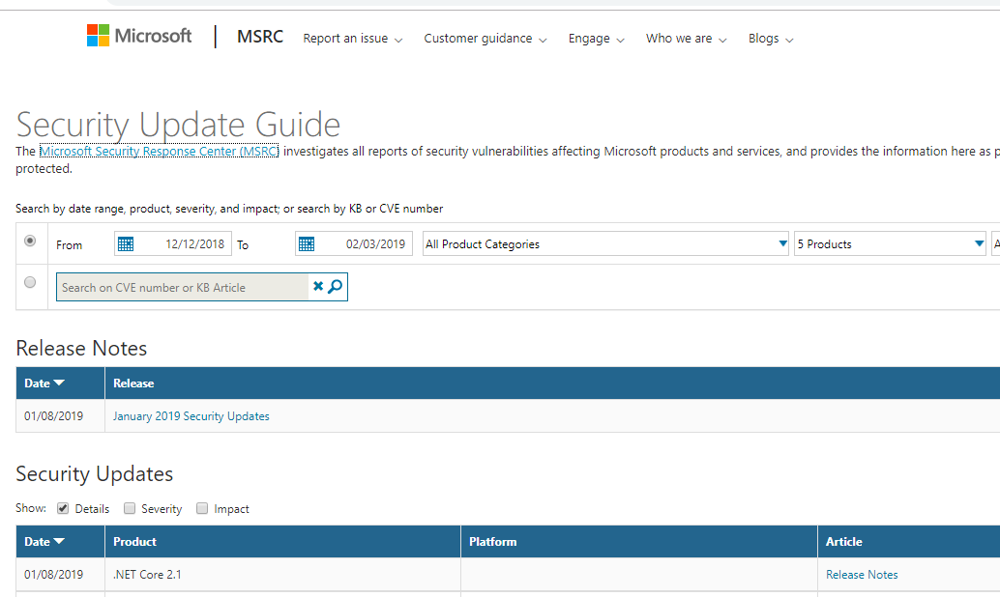 Microsoft MSRC Report an issue Customer guidance Engage Who we are Blogs
Security Update Guide
The Microsoft Security Response Center (MSRC) investigates all reports of security vulnerabilities affecting Microsoft products and services, and provides the information here as p
protected.
Search by date range, product, severity, and impact; or search by KB or CVE number
From 12/12/2018 To 02/03/2019 All Product Categories 5 Products A
Search on CVE number or KB Article
Release Notes
Date Release
01/08/2019 January 2019 Security Updates
Security Updates
Show: Details Severity Impact
Date Product Platform Article
01/08/2019 .NET Core 2.1 Release Notes